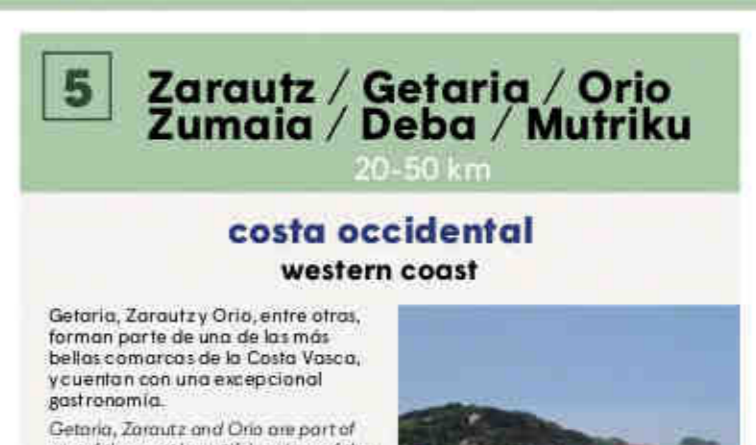 5
Zarautz / Getaria / Orio
Zumaia / Deba / Mutriku
20-50 km
costa occidental
western coast
Getaria, Zarautz y Orio, entre otras,
forman parte de una de las más
bellas comarcas de la Costa Vasca,
y cuentan con una excepcional
gastronomía.
Getaria, Zarautz and Orio are part of